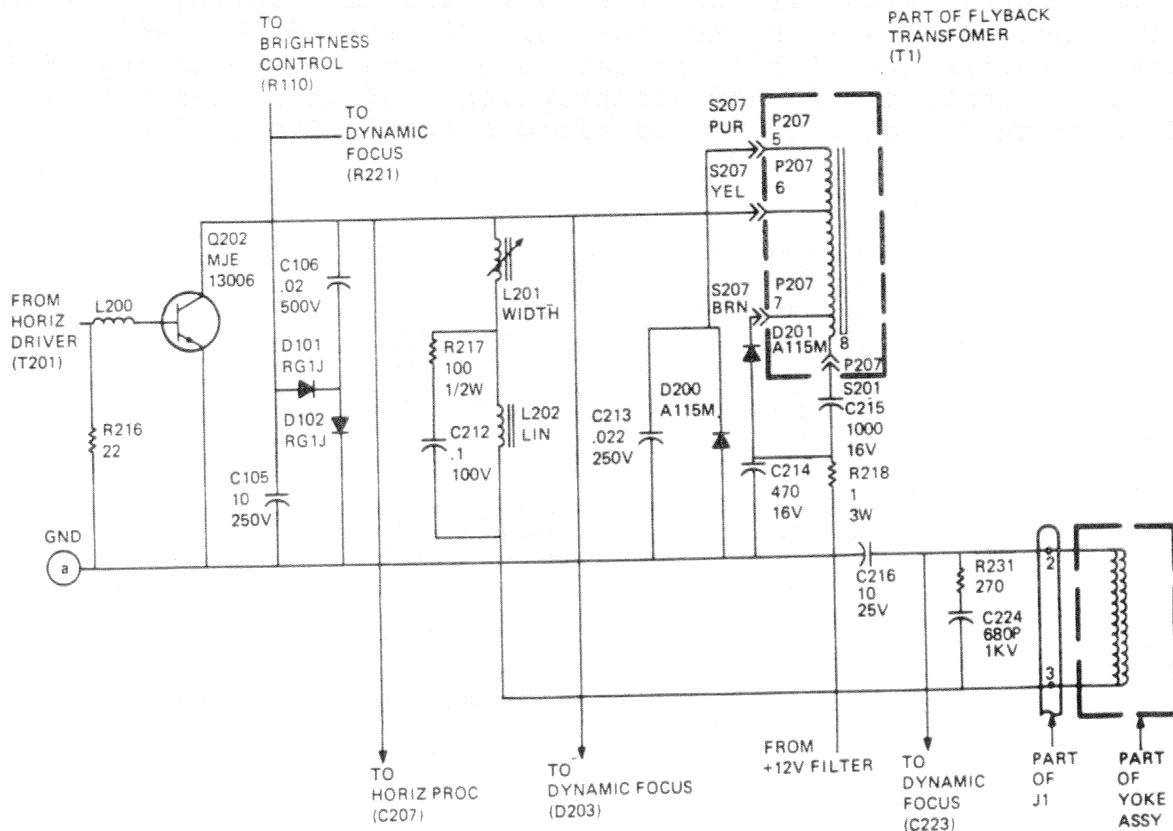 TO
BRIGHTNESS
CONTROL
(R110)
TO
DYNAMIC
FOCUS
(R221)
PART OF FLYBACK
TRANSFOMER
(T1)
S207
PUR
P207
5
S207
YEL
P207
6
S207
BRN
P207
7
D201
A115M
8
P207
S201
C215
1000
16V
Q202
MJE
13006
C106
.02
500V
FROM
HORIZ
DRIVER
(T201)
L200
L201
WIDTH
D101
RG1J
D102
RG1J
R217
100
1/2W
L202
LIN
C212
.1
100V
R216
22
C105
10
250V
D200
A115M
C213
.022
250V
C214
470
16V
R218
1
3W
GND
a
C216
10
25V
R231
270
C224
680P
1KV
2
3
TO
HORIZ PROC
(C207)
TO
DYNAMIC FOCUS
(D203)
FROM
+12V FILTER
TO
DYNAMIC
FOCUS
(C223)
PART
OF
J1
PART
OF
YOKE
ASSY